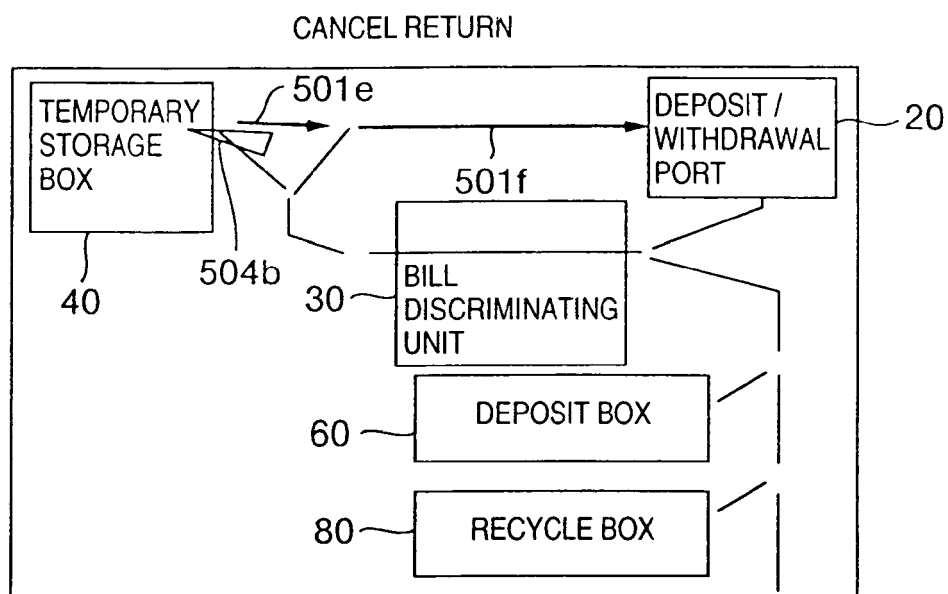 CANCEL RETURN
TEMPORARY
STORAGE
BOX
501e
DEPOSIT /
WITHDRAWAL
PORT
20
501f
504b
40
30
BILL
DISCRIMINATING
UNIT
60
DEPOSIT BOX
80
RECYCLE BOX